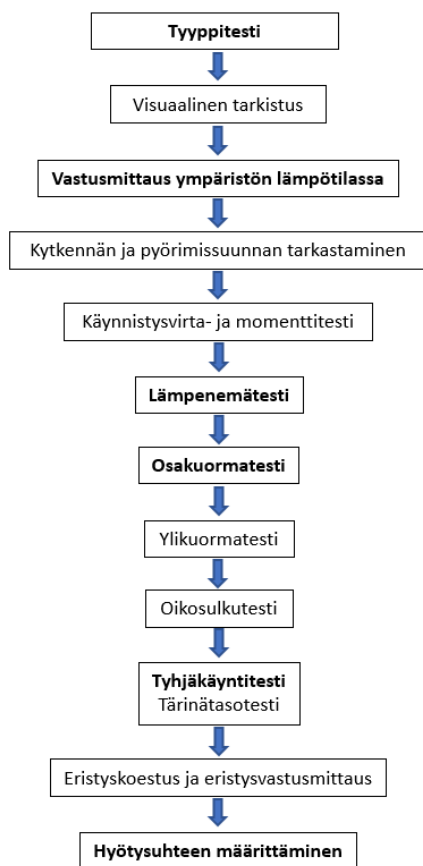 Tyyppitesti
Visuaalinen tarkistus
Vastusmittaus ympäristön lämpötilassa
Kytkennän ja pyörimissuunnan tarkastaminen
Käynnistysvirta- ja momenttitesti
Lämpenemätesti
Osakuormatesti
Ylikuormatesti
Oikosulkutesti
Tyhjäkäyntitesti
Tärinätasotesti
Eristyskoestus ja eristysvastusmittaus
Hyötysuhteen määrittäminen